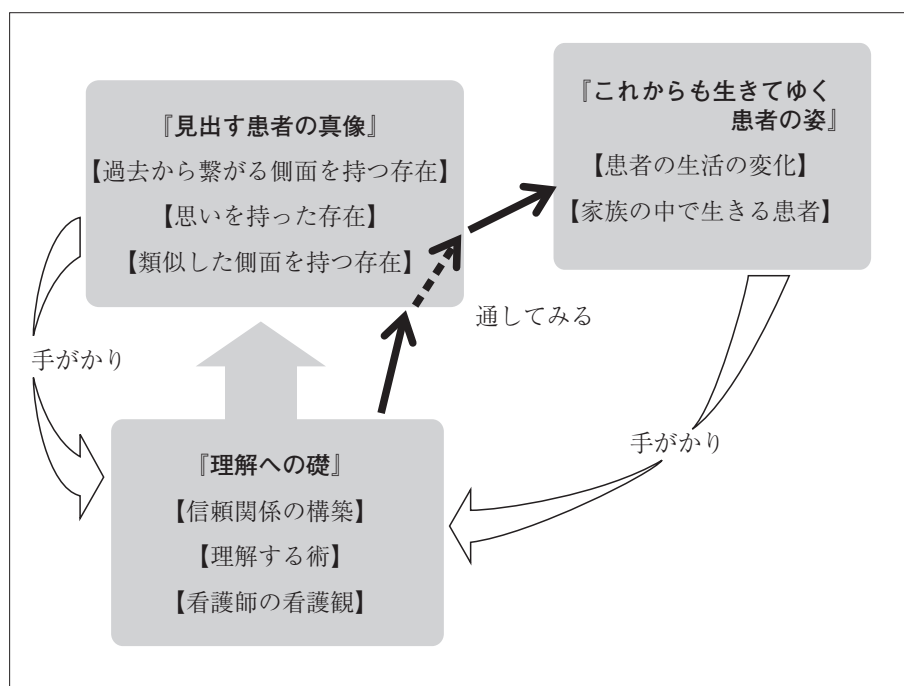 『見出す患者の真像』
【過去から繋がる側面を持つ存在】
【思いを持った存在】
【類似した側面を持つ存在】
『これからも生きてゆく
患者の姿』
【患者の生活の変化】
【家族の中で生きる患者】
通してみる
手がかり
手がかり
『理解への礎』
【信頼関係の構築】
【理解する術】
【看護師の看護観】